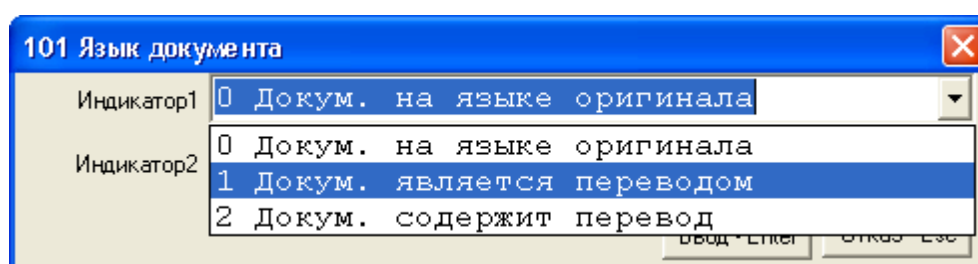 101 Язык документа
Индикатор1 0 Докум. на языке оригинала
0 Докум. на языке оригинала
Индикатор2
1 Докум. является переводом
2 Докум. содержит перевод